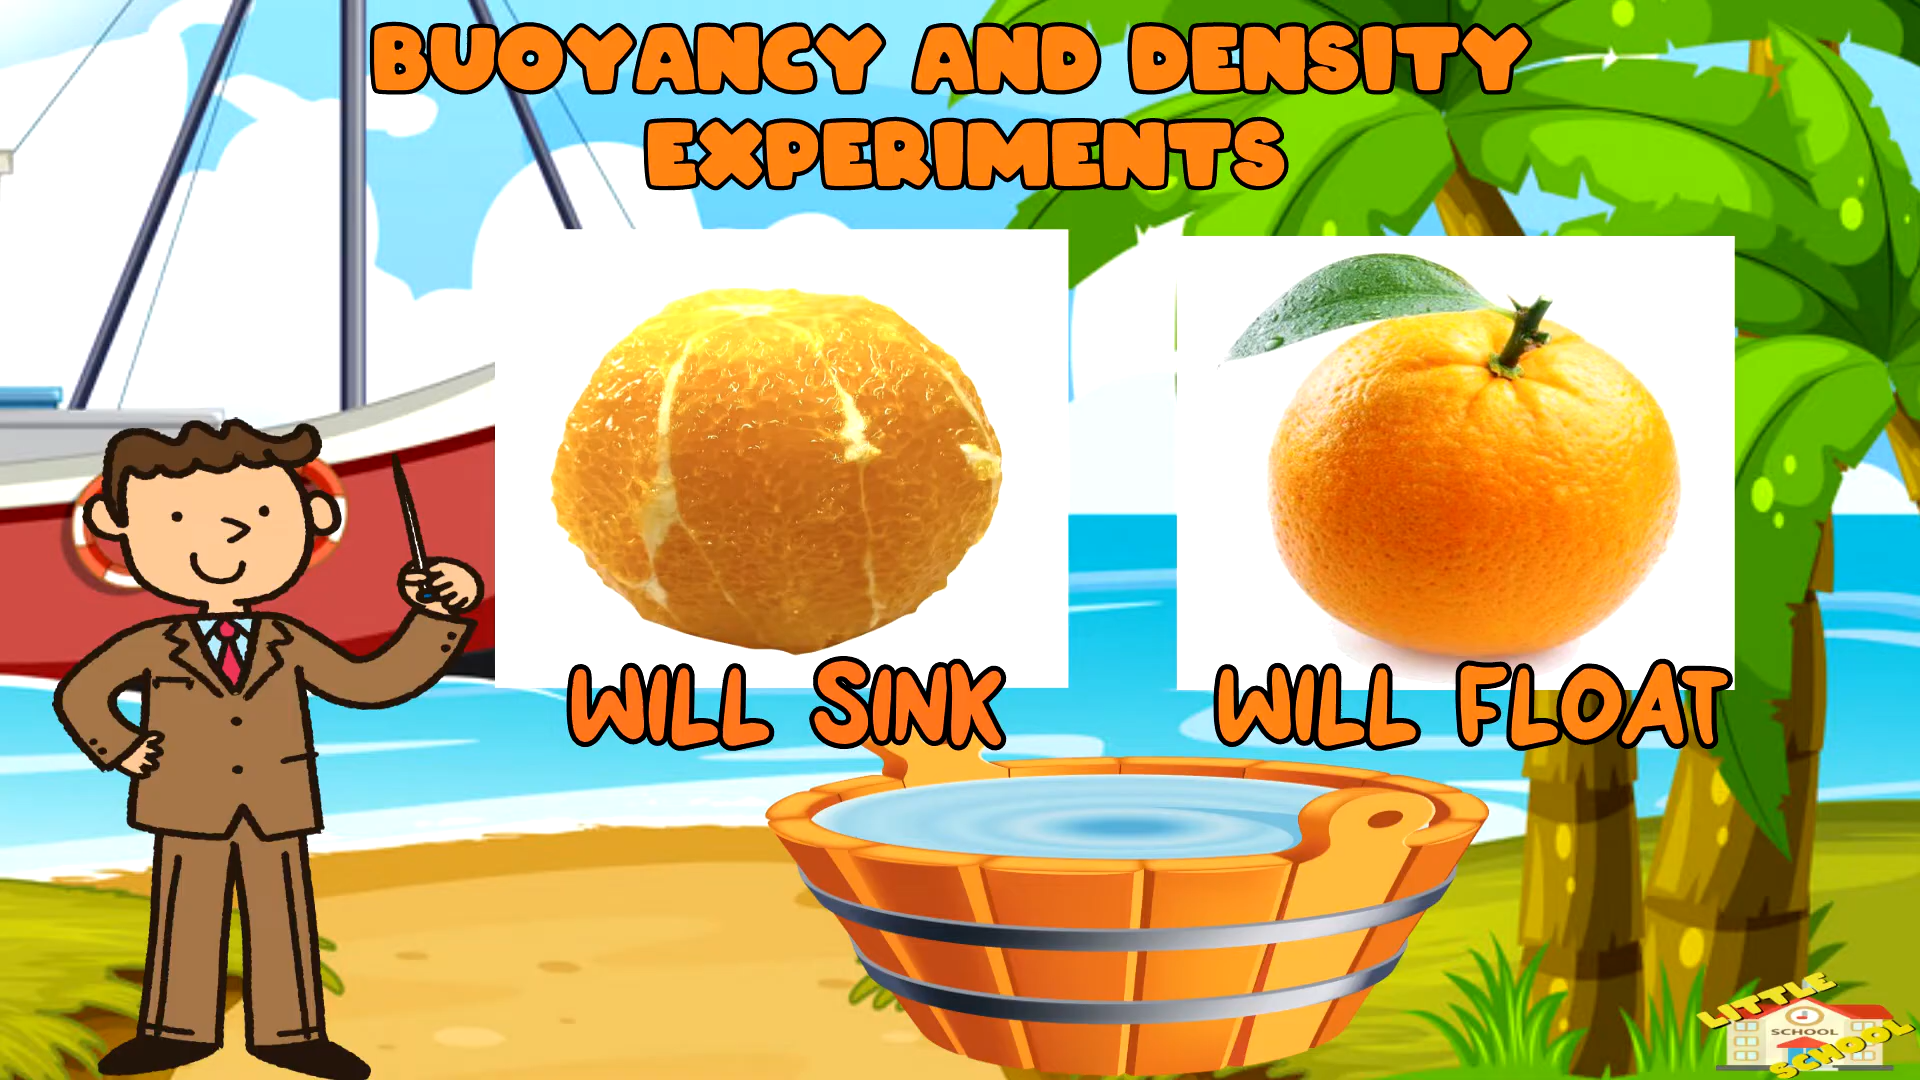 BUOYANCY AND DENSITY
EXPERIMENTS
WILL SINK
WILL FLOAT
LITTLE
SCHOOL
SCHOOL